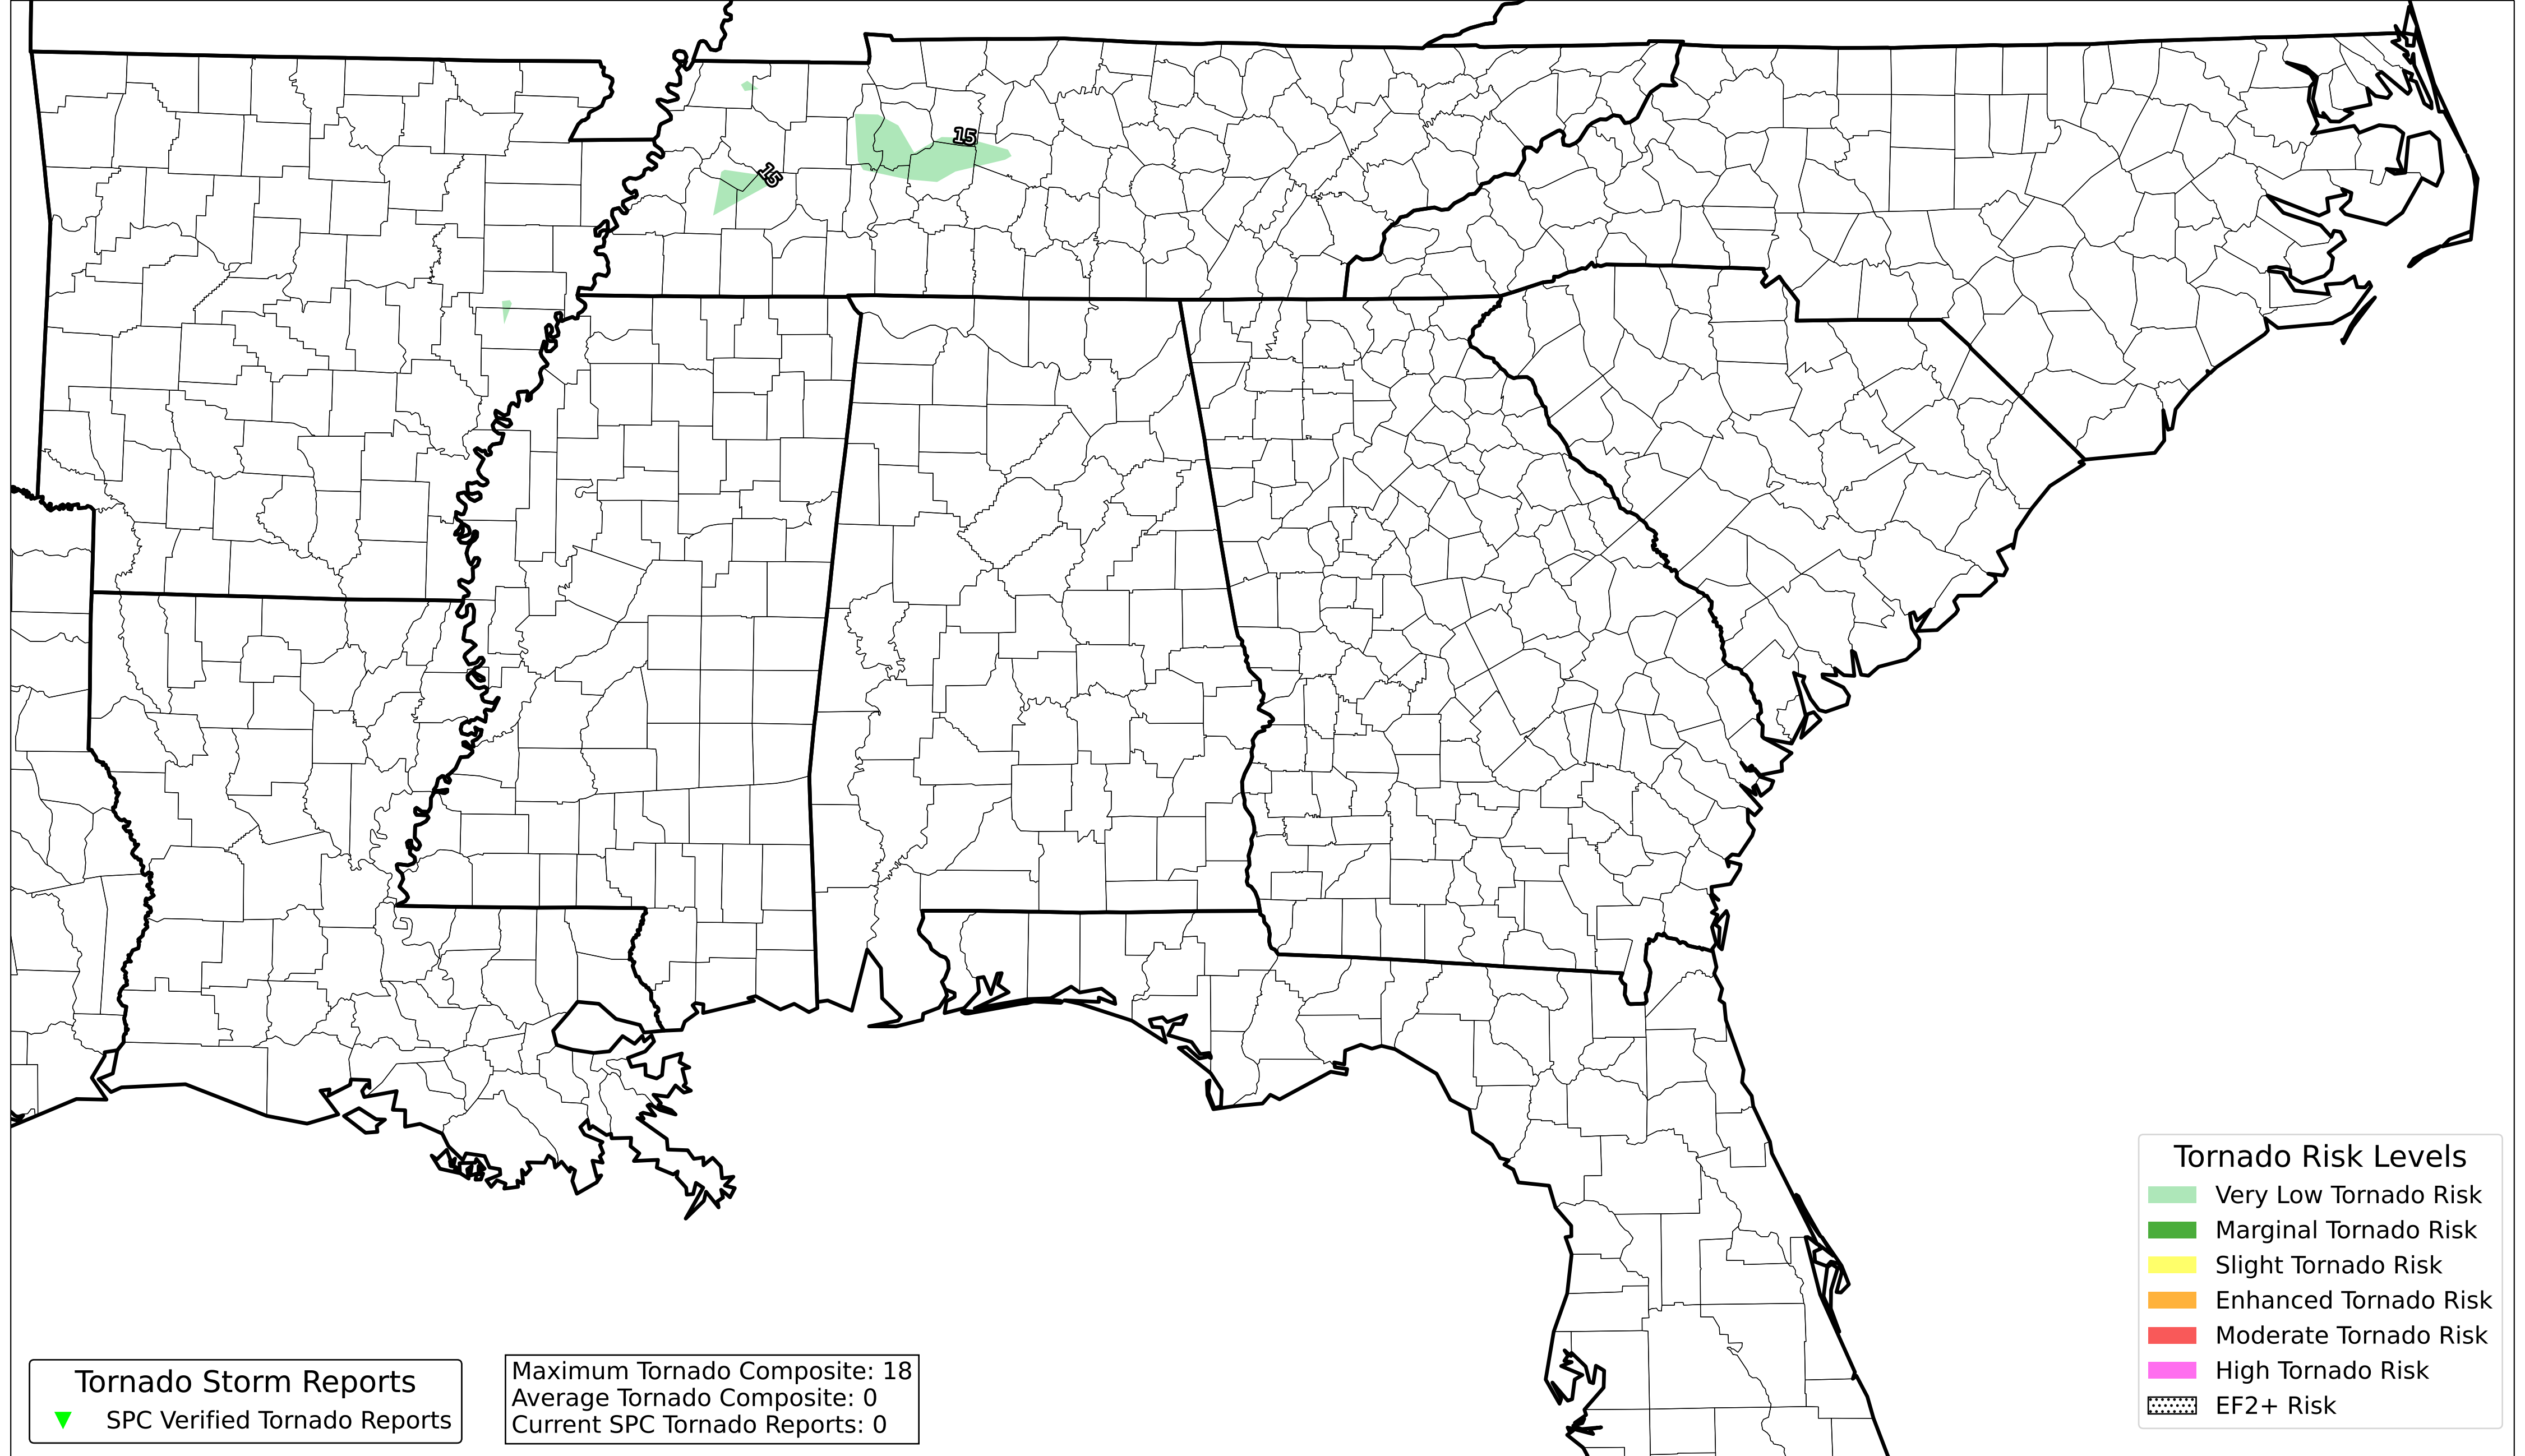 15
15
Tornado Risk Levels
Very Low Tornado Risk
Marginal Tornado Risk
Slight Tornado Risk
Enhanced Tornado Risk
Moderate Tornado Risk
High Tornado Risk
EF2+ Risk
Tornado Storm Reports
SPC Verified Tornado Reports
Maximum Tornado Composite: 18
Average Tornado Composite: 0
Current SPC Tornado Reports: 0